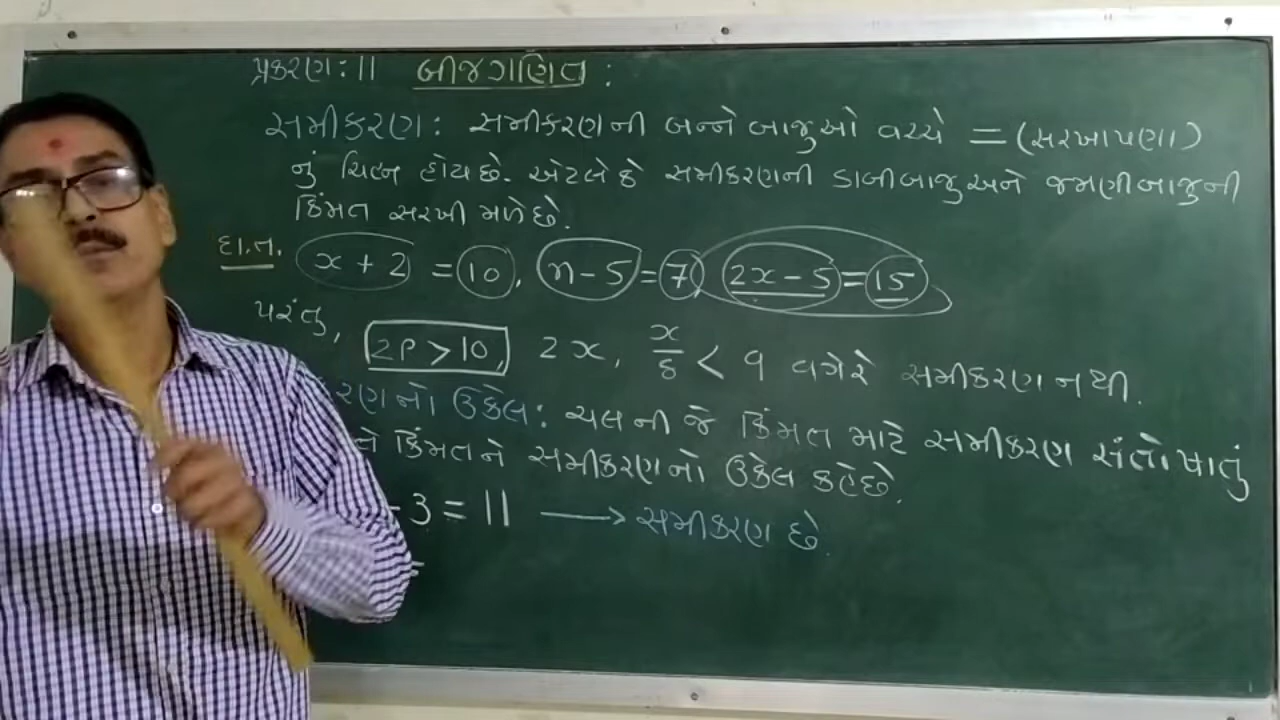 પ્રકરણ: 11 બીજગણિત :
સમીકરણ: સમીકરણની બન્ને બાજુઓ વચ્ચે = (સરખાપણા)
નું ચિહ્ન હોય છે. એટલે કે સમીકરણની ડાબીબાજુ અને જમણીબાજુની
કિંમત સરખી મળે છે.
દા.ત. x + 2 = 10, n - 5 = 7, 2x - 5 = 15
પરંતુ, 2p > 10, 2x, x/8 < 9 વગેરે સમીકરણ નથી.
કરણનો ઉકેલ: ચલની જે કિંમત માટે સમીકરણ સંતોષાતું
તે કિંમતને સમીકરણનો ઉકેલ કહે છે.
- 3 = 11 → સમીકરણ છે.